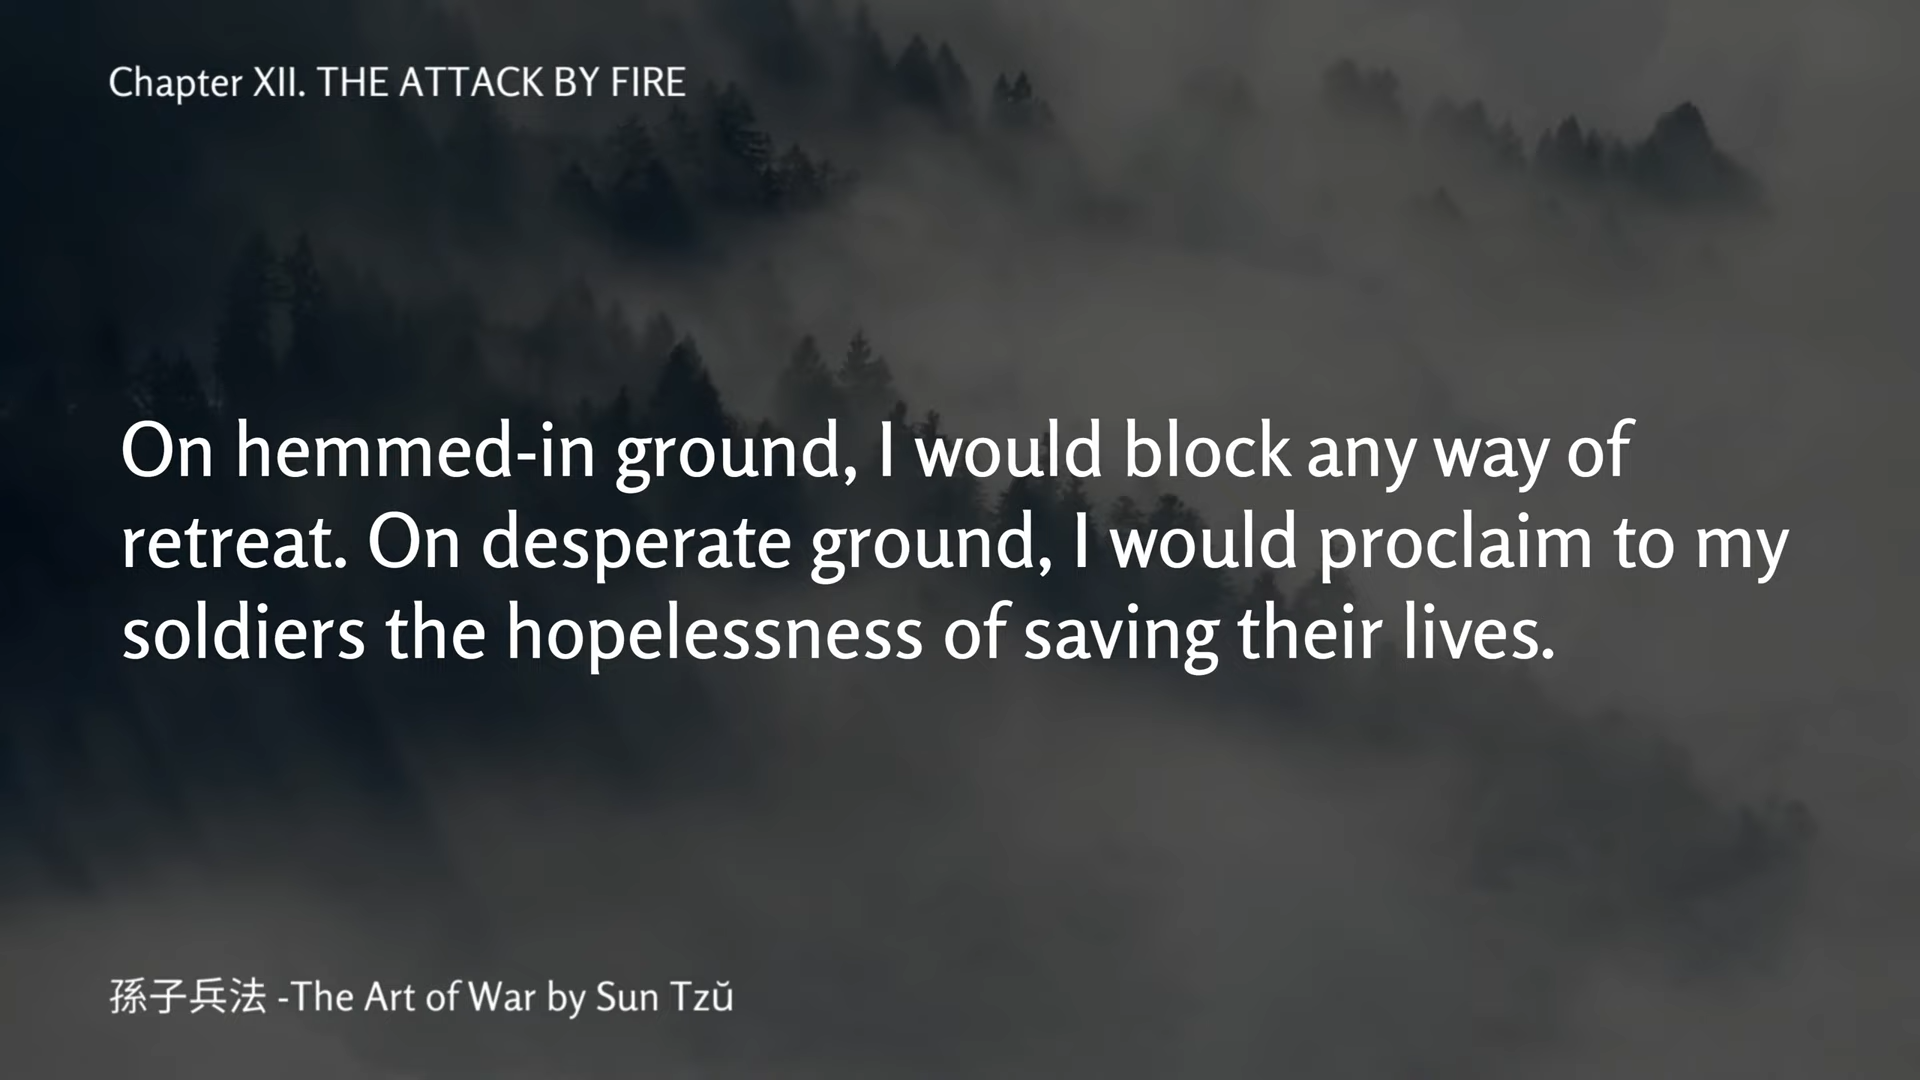 Chapter XII. THE ATTACK BY FIRE
On hemmed-in ground, I would block any way of
retreat. On desperate ground, I would proclaim to my
soldiers the hopelessness of saving their lives.
孫子兵法 -The Art of War by Sun Tzŭ